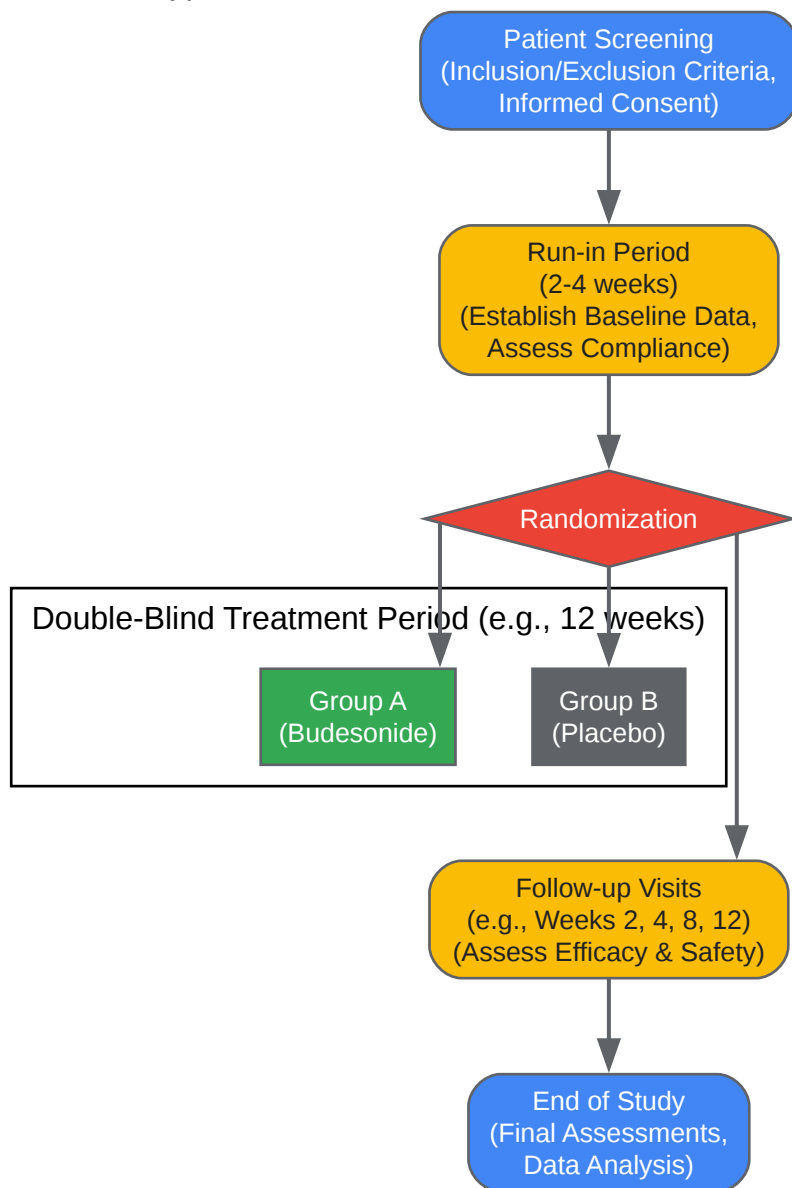 Patient Screening
(Inclusion/Exclusion Criteria,
Informed Consent)
Run-in Period
(2-4 weeks)
(Establish Baseline Data,
Assess Compliance)
Randomization
Double-Blind Treatment Period (e.g., 12 weeks)
Group A
(Budesonide)
Group B
(Placebo)
Follow-up Visits
(e.g., Weeks 2, 4, 8, 12)
(Assess Efficacy & Safety)
End of Study
(Final Assessments,
Data Analysis)